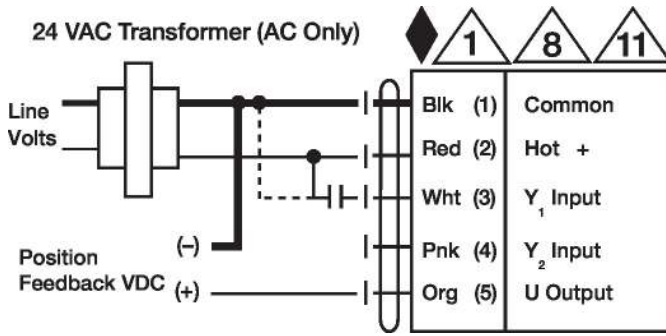 24 VAC Transformer (AC Only)
1 8 11
Line
Volts
Blk (1) Common
Red (2) Hot +
Wht (3) Y1 Input
Pnk (4) Y2 Input
Org (5) U Output
Position
Feedback VDC
(–)
(+)